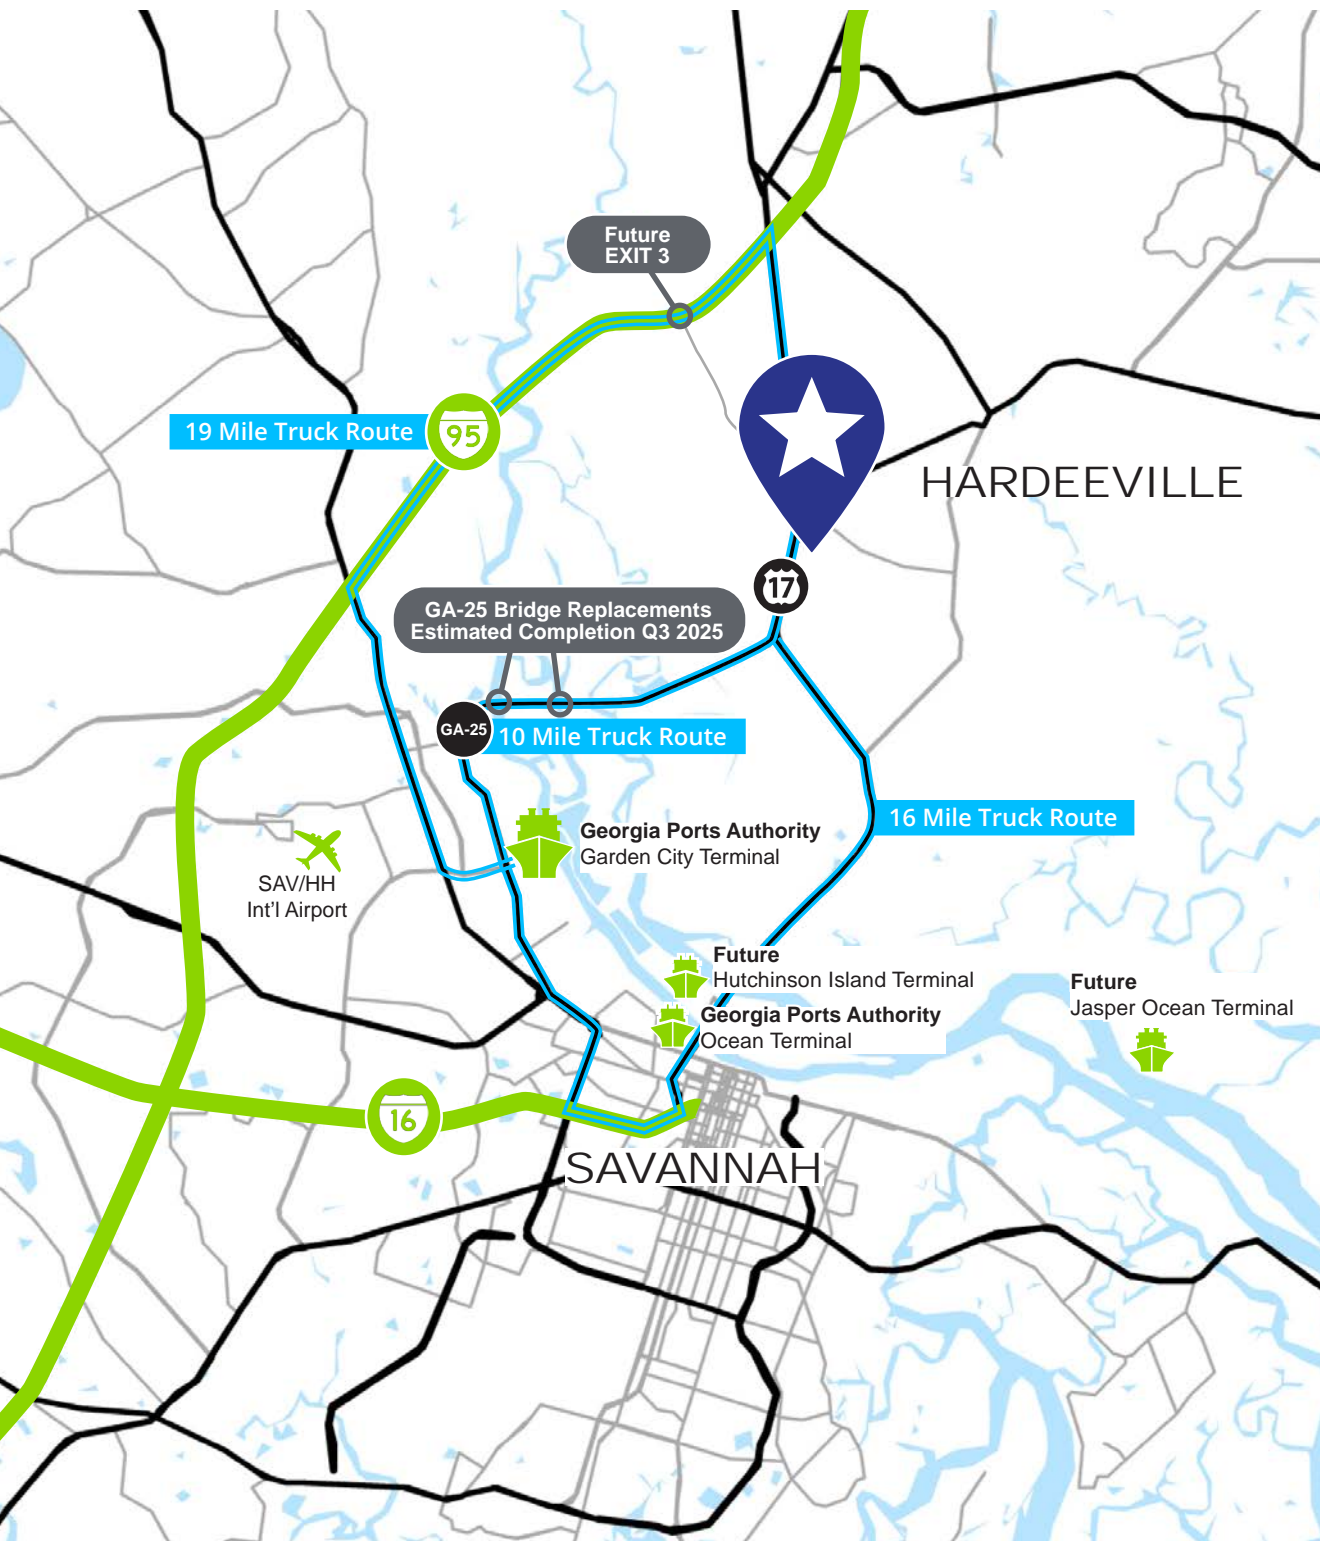 Future
EXIT 3
19 Mile Truck Route
95
HARDEEVILLE
17
GA-25 Bridge Replacements
Estimated Completion Q3 2025
GA-25
10 Mile Truck Route
16 Mile Truck Route
Georgia Ports Authority
Garden City Terminal
SAV/HH
Int'l Airport
Future
Hutchinson Island Terminal
Future
Jasper Ocean Terminal
Georgia Ports Authority
Ocean Terminal
16
SAVANNAH